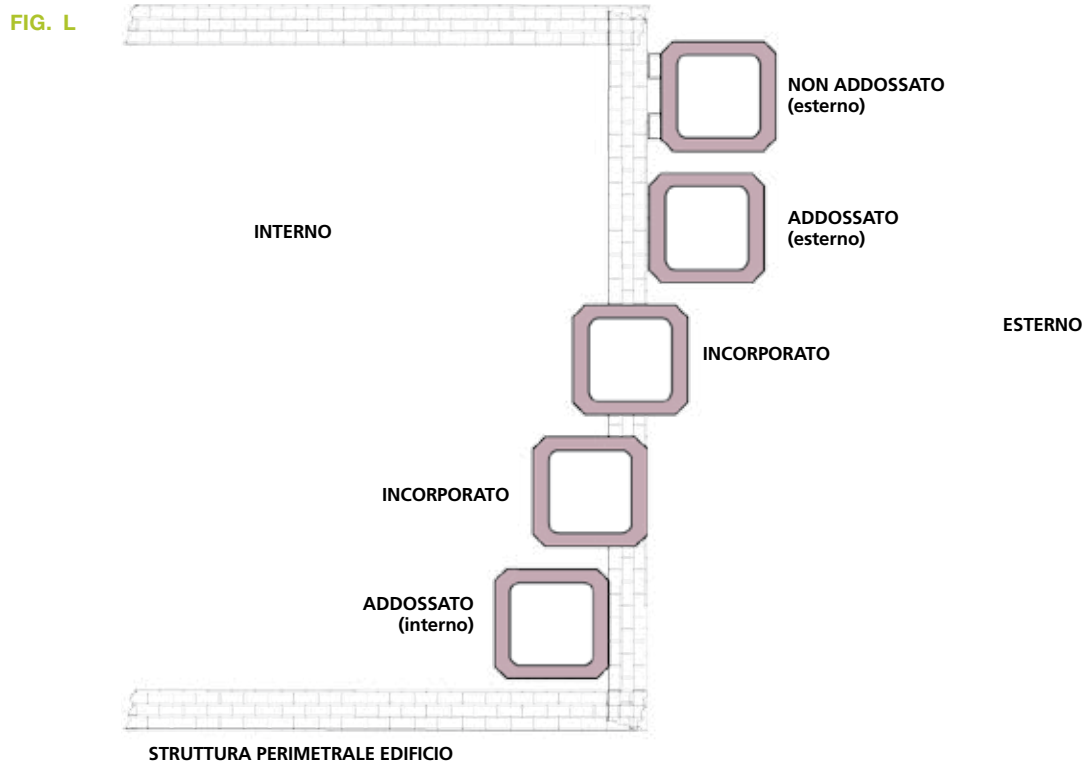 FIG. L
NON ADDOSSATO
(esterno)
ADDOSSATO
(esterno)
INTERNO
ESTERNO
INCORPORATO
INCORPORATO
ADDOSSATO
(interno)
STRUTTURA PERIMETRALE EDIFICIO